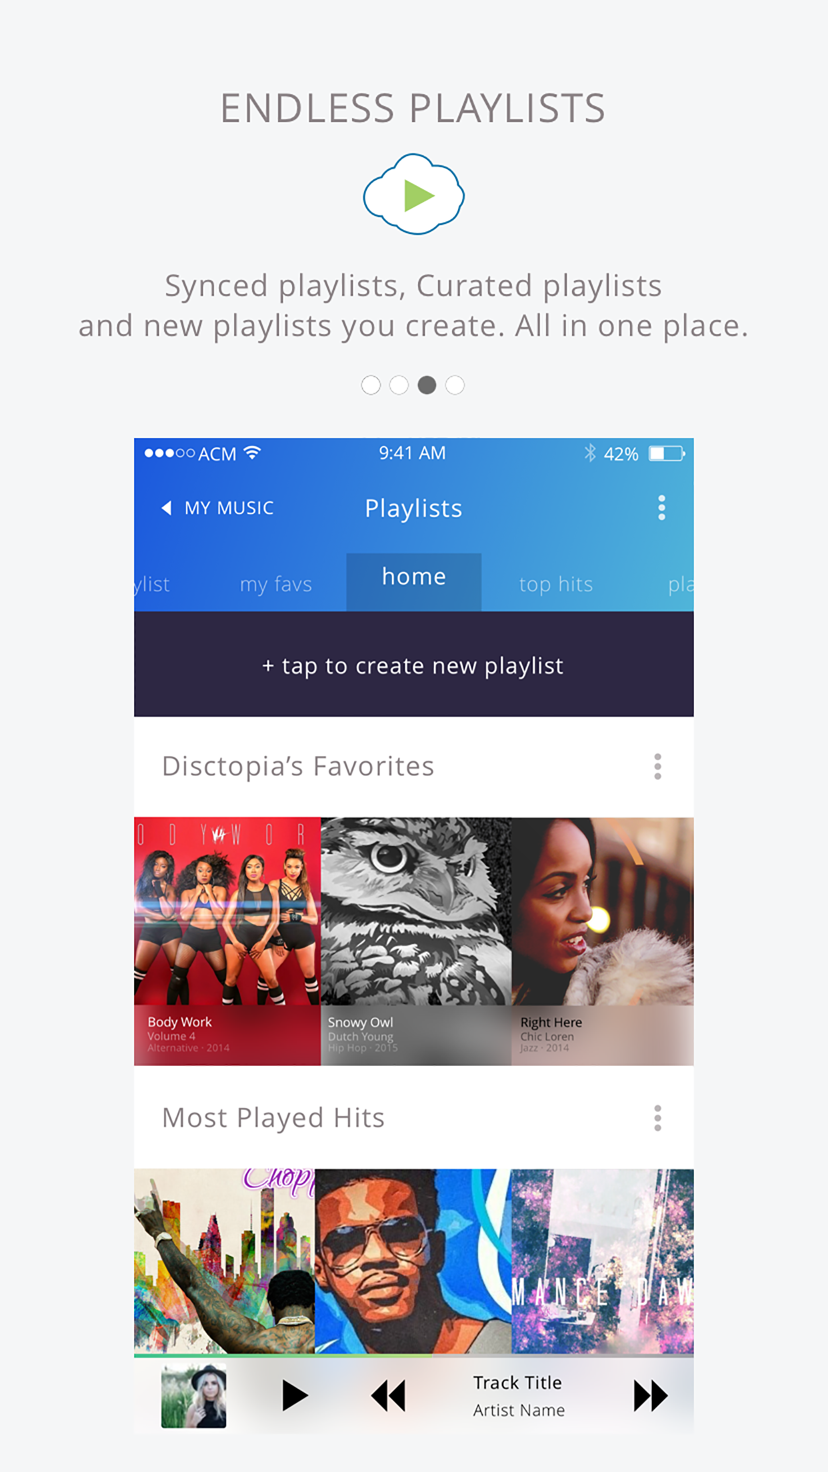 ENDLESS PLAYLISTS
Synced playlists, Curated playlists
and new playlists you create. All in one place.
ACM 9:41 AM 42%
MY MUSIC Playlists
ylist my favs home top hits pla
+ tap to create new playlist
Disctopia’s Favorites
ODY WOR
Body Work Snowy Owl Right Here
Volume 4 Dutch Young Chic Loren
Alternative · 2014 Hip Hop · 2015 Jazz · 2014
Most Played Hits
Chopp
MANCE DAW
Track Title
Artist Name